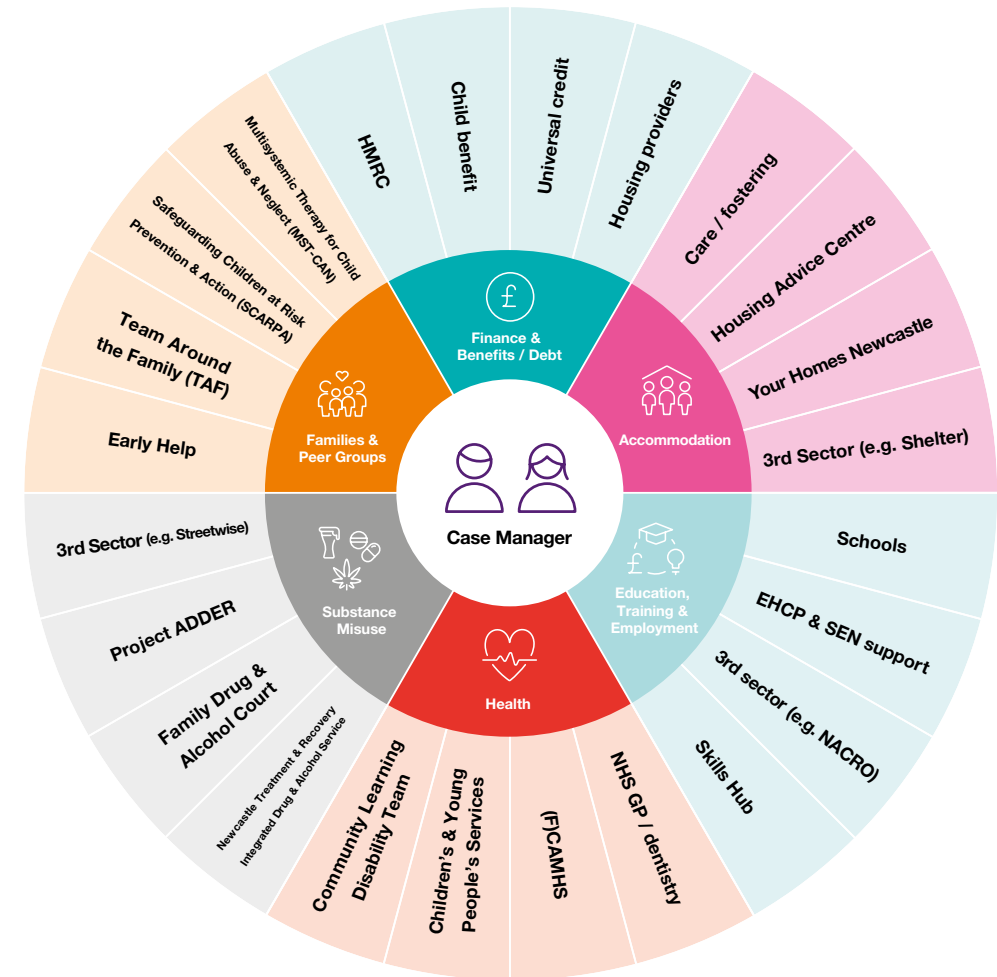 Case Manager
Finance &
Benefits / Debt
HMRC
Child benefit
Universal credit
Housing providers
Accommodation
Care / fostering
Housing Advice Centre
Your Homes Newcastle
3rd Sector (e.g. Shelter)
Education,
Training &
Employment
Schools
EHCP & SEN support
3rd sector (e.g. NACRO)
Skills Hub
Health
NHS GP / dentistry
(F)CAMHS
Children's & Young
People's Services
Community Learning
Disability Team
Substance
Misuse
Newcastle Treatment & Recovery
Integrated Drug & Alcohol Service
Family Drug &
Alcohol Court
Project ADDER
3rd Sector (e.g. Streetwise)
Families &
Peer Groups
Early Help
Team Around
the Family (TAF)
Safeguarding Children at Risk
Prevention & Action (SCARPA)
Multisystemic Therapy for Child
Abuse & Neglect (MST-CAN)